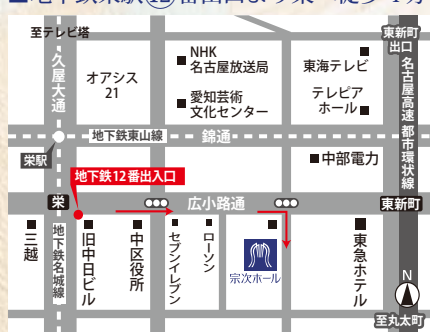 ■地下鉄栄駅⑫番出口より東へ徒歩4分
至テレビ塔
久屋大通
オアシス
21
NHK
名古屋放送局
愛知芸術
文化センター
東海テレビ
テレピア
ホール
東新町
出口
名古屋高速 都市環状線
地下鉄東山線
錦通
栄駅
中部電力
地下鉄12番出入口
栄
広小路通
東新町
三越
地下鉄名城線
旧中日ビル
中区役所
セブンイレブン
ローソン
宗次ホール
東急ホテル
N
至丸太町